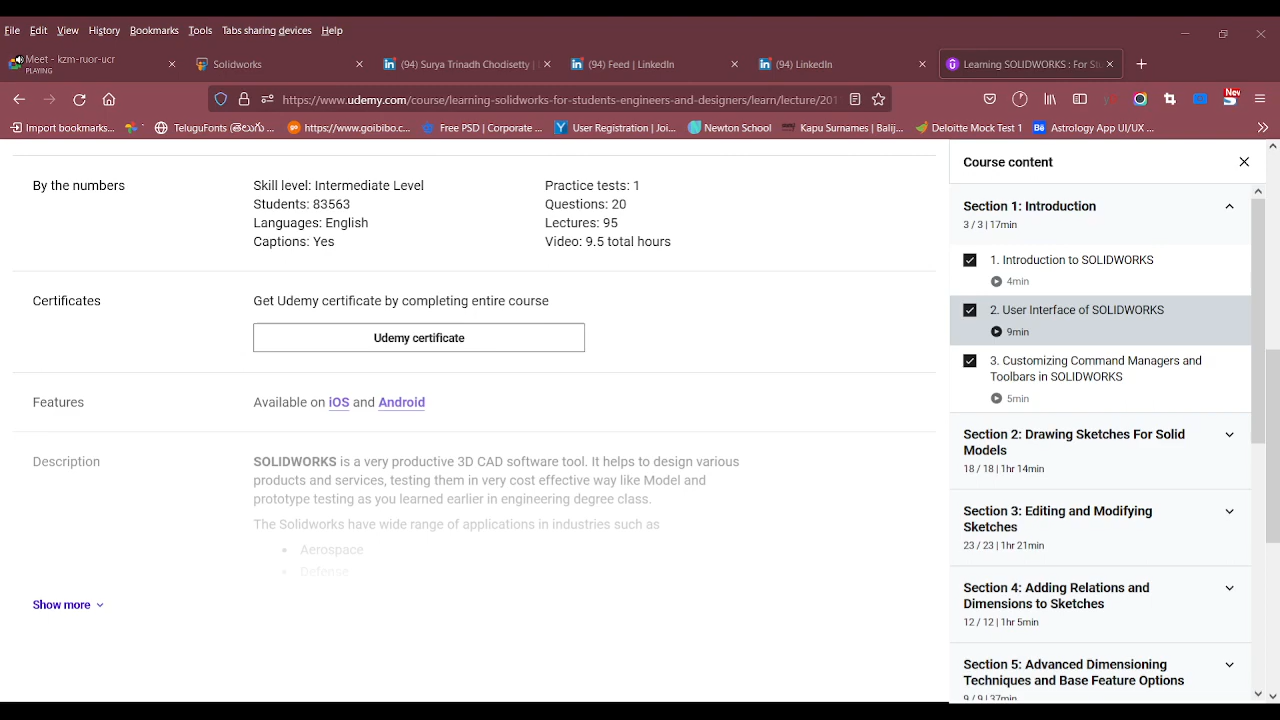 File Edit View History Bookmarks Tools Tabs sharing devices Help
Meet - kzm-ruor-ucr
PLAYING
Solidworks
(94) Surya Trinadh Chodisetty |
(94) Feed | LinkedIn
(94) LinkedIn
Learning SOLIDWORKS : For Stu
https://www.udemy.com/course/learning-solidworks-for-students-engineers-and-designers/learn/lecture/201
New
Import bookmarks...
TeluguFonts (తెలుగు ...
https://www.goibibo.c...
Free PSD | Corporate ...
User Registration | Joi...
Newton School
Kapu Surnames | Balij...
Deloitte Mock Test 1
Astrology App UI/UX ...
By the numbers
Skill level: Intermediate Level
Students: 83563
Languages: English
Captions: Yes
Practice tests: 1
Questions: 20
Lectures: 95
Video: 9.5 total hours
Certificates
Get Udemy certificate by completing entire course
Udemy certificate
Features
Available on iOS and Android
Description
SOLIDWORKS is a very productive 3D CAD software tool. It helps to design various
products and services, testing them in very cost effective way like Model and
prototype testing as you learned earlier in engineering degree class.
The Solidworks have wide range of applications in industries such as
Aerospace
Defense
Show more
Course content
Section 1: Introduction
3 / 3 | 17min
1. Introduction to SOLIDWORKS
4min
2. User Interface of SOLIDWORKS
9min
3. Customizing Command Managers and
Toolbars in SOLIDWORKS
5min
Section 2: Drawing Sketches For Solid
Models
18 / 18 | 1hr 14min
Section 3: Editing and Modifying
Sketches
23 / 23 | 1hr 21min
Section 4: Adding Relations and
Dimensions to Sketches
12 / 12 | 1hr 5min
Section 5: Advanced Dimensioning
Techniques and Base Feature Options
9 / 9 | 37min